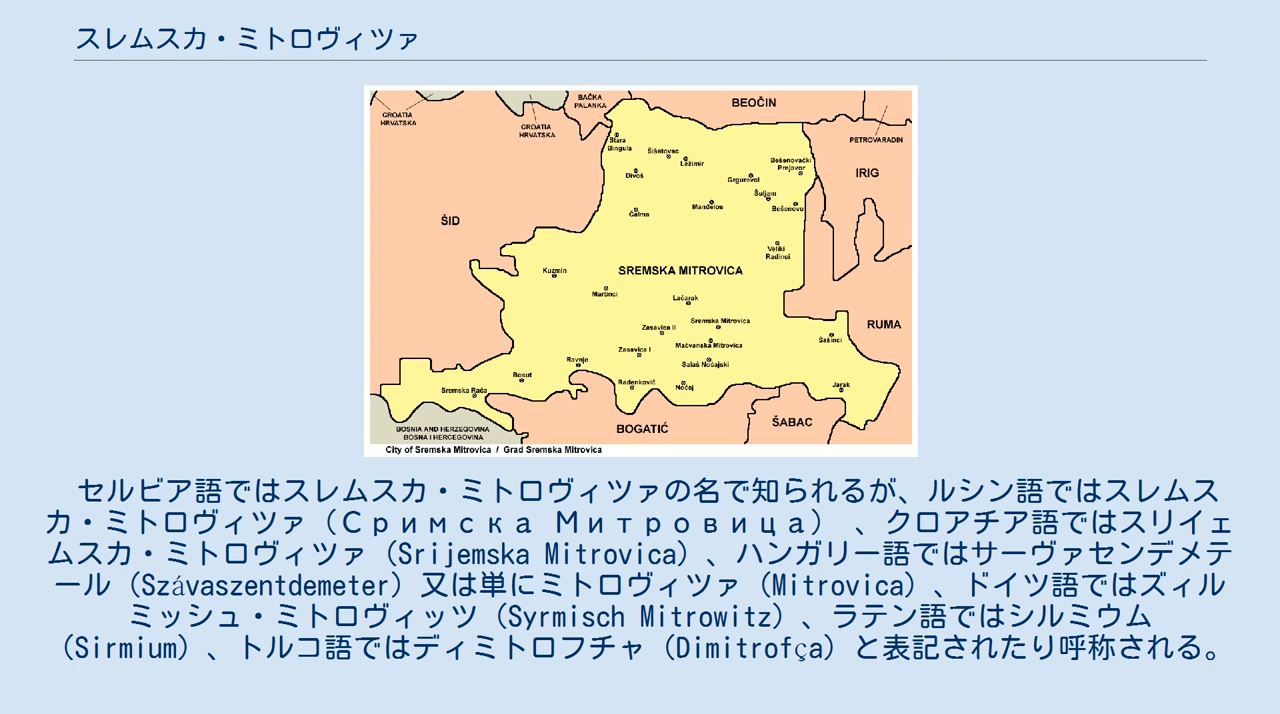 スレムスカ・ミトロヴィツァ
CROATIA
HRVATSKA
CROATIA
HRVATSKA
BAČKA
PALANKA
BEOČIN
PETROVARADIN
IRIG
ŠID
RUMA
Stara
Bingula
Šišatovac
Ležimir
Divoš
Grgurevci
Bešenovački
Prnjavor
Šuljam
Bešenovo
Čalma
Manđelos
Veliki
Radinci
Kuzmin
SREMSKA MITROVICA
Martinci
Laćarak
Sremska Mitrovica
Zasavica II
Mačvanska Mitrovica
Šašinci
Zasavica I
Ravnje
Salaš Noćajski
Bosut
Radenković
Noćaj
Jarak
Sremska Rača
BOSNIA AND HERZEGOVINA
BOSNA I HERCEGOVINA
BOGATIĆ
ŠABAC
City of Sremska Mitrovica / Grad Sremska Mitrovica
セルビア語ではスレムスカ・ミトロヴィツァの名で知られるが、ルシン語ではスレムス
カ・ミトロヴィツァ（Сримска Митровица） 、クロアチア語ではスリイェ
ムスカ・ミトロヴィツァ（Srijemska Mitrovica）、ハンガリー語ではサーヴァセンデメテ
ール（Szávaszentdemeter）又は単にミトロヴィツァ（Mitrovica）、ドイツ語ではズィル
ミッシュ・ミトロヴィッツ（Syrmisch Mitrowitz）、ラテン語ではシルミウム
（Sirmium）、トルコ語ではディミトロフチャ（Dimitrofça）と表記されたり呼称される。